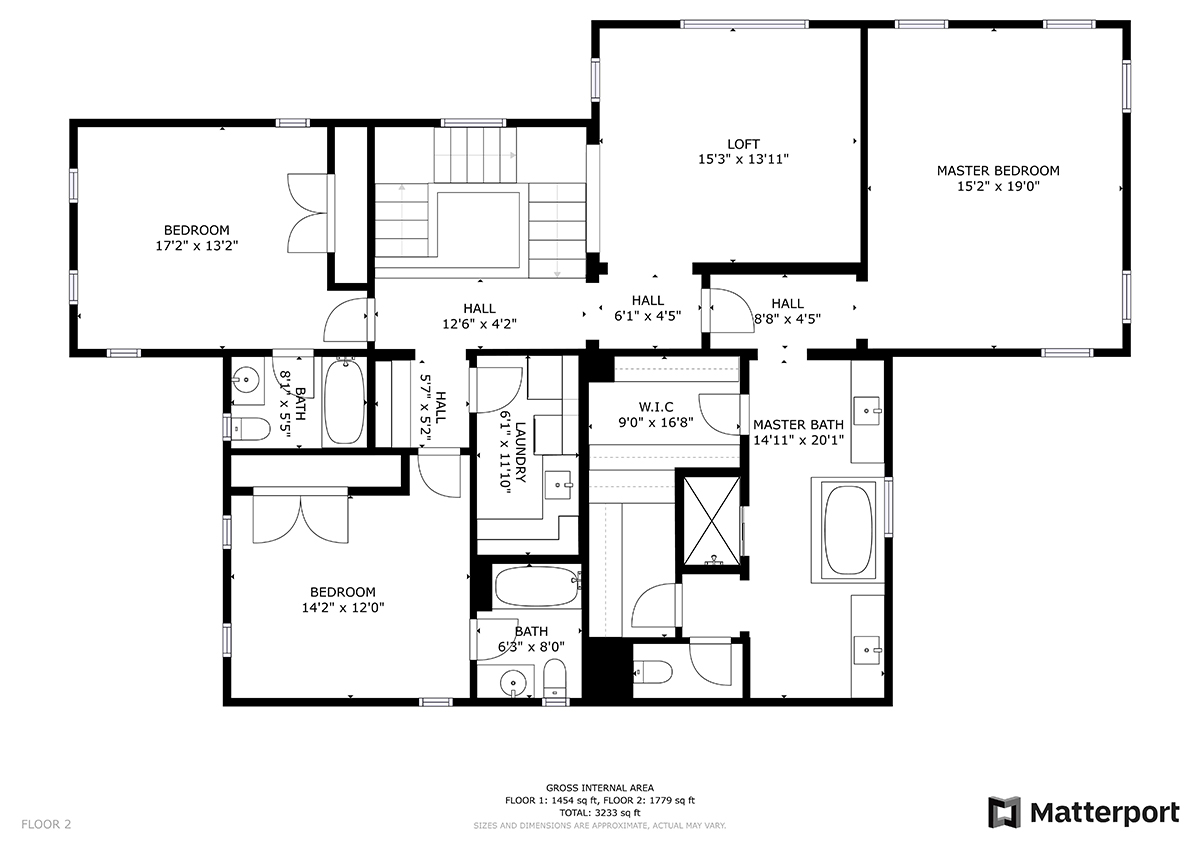 LOFT
15'3" x 13'11"
MASTER BEDROOM
15'2" x 19'0"
BEDROOM
17'2" x 13'2"
HALL
12'6" x 4'2"
HALL
6'1" x 4'5"
HALL
8'8" x 4'5"
BATH
8'1" x 5'5"
HALL
5'7" x 5'2"
LAUNDRY
6'1" x 11'10"
W.I.C
9'0" x 16'8"
MASTER BATH
14'11" x 20'1"
BEDROOM
14'2" x 12'0"
BATH
6'3" x 8'0"
GROSS INTERNAL AREA
FLOOR 1: 1454 sq ft, FLOOR 2: 1779 sq ft
TOTAL: 3233 sq ft
SIZES AND DIMENSIONS ARE APPROXIMATE, ACTUAL MAY VARY.
FLOOR 2
Matterport